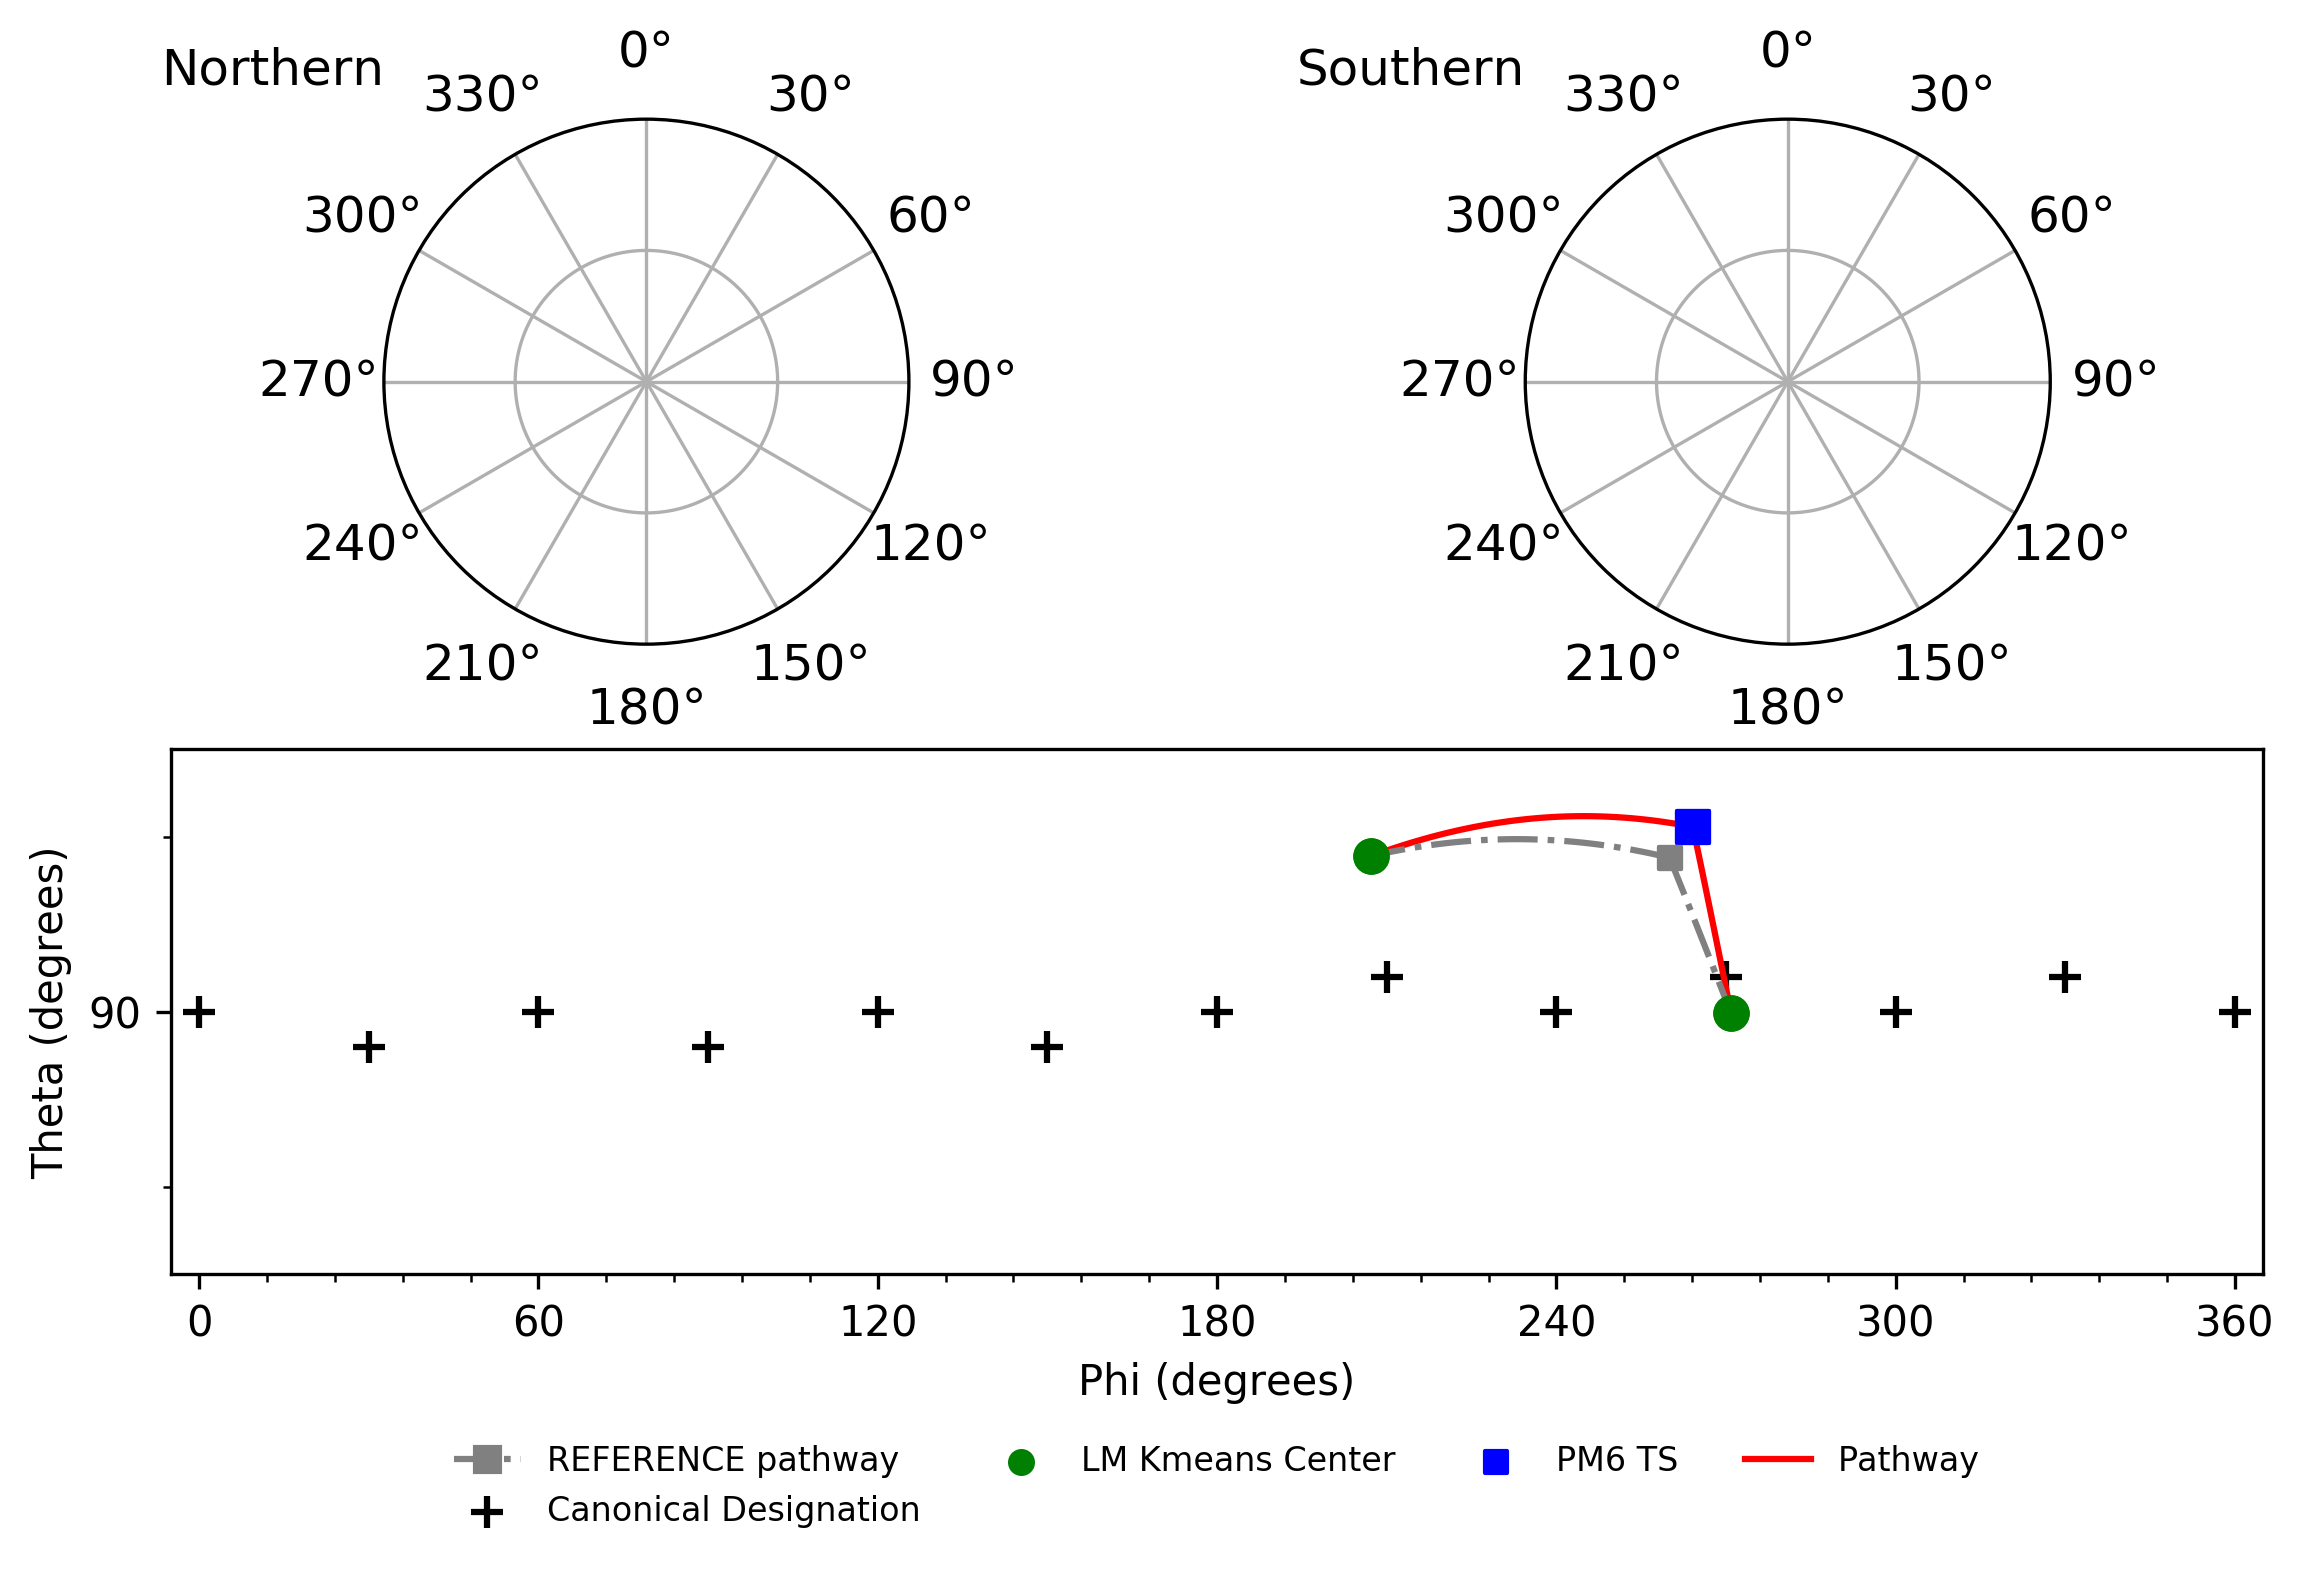 Northern
0°
30°
60°
90°
120°
150°
180°
210°
240°
270°
300°
330°
Southern
0°
30°
60°
90°
120°
150°
180°
210°
240°
270°
300°
330°
Theta (degrees)
90
0 60 120 180 240 300 360
Phi (degrees)
REFERENCE pathway
Canonical Designation
LM Kmeans Center
PM6 TS
Pathway